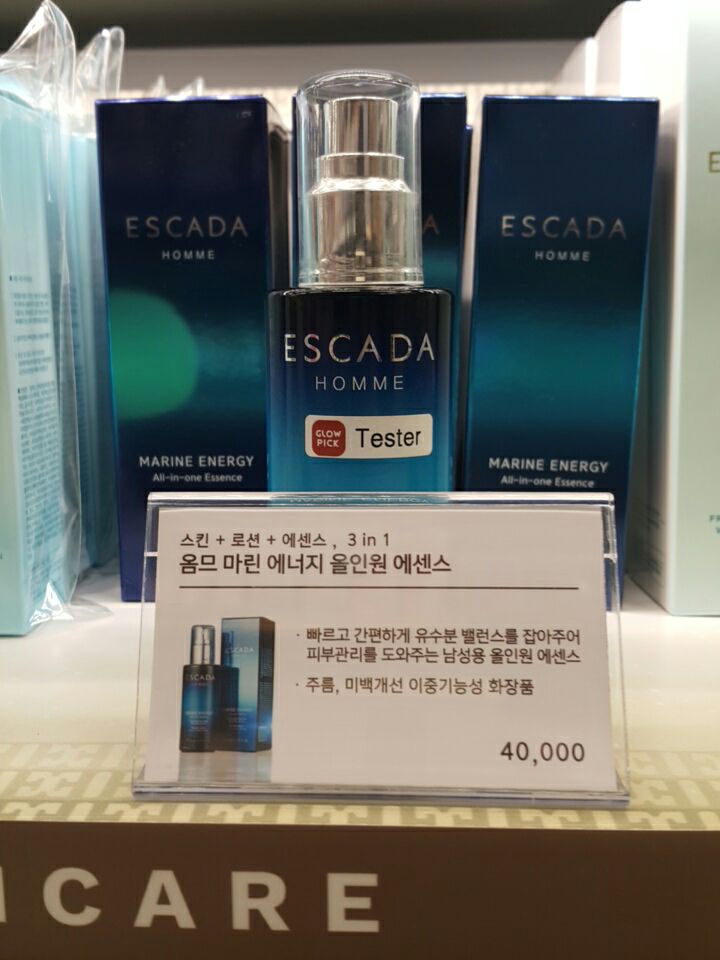 ESCADA
HOMME
MARINE ENERGY
All-in-one Essence
ESCADA
HOMME
GLOW PICK
Tester
A
ESCADA
HOMME
MARINE ENERGY
All-in-one Essence
스킨 + 로션 + 에센스 , 3 in 1
옴므 마린 에너지 올인원 에센스
· 빠르고 간편하게 유수분 밸런스를 잡아주어
피부관리를 도와주는 남성용 올인원 에센스
· 주름, 미백개선 이중기능성 화장품
ESCADA
ESCADA
40,000
CARE